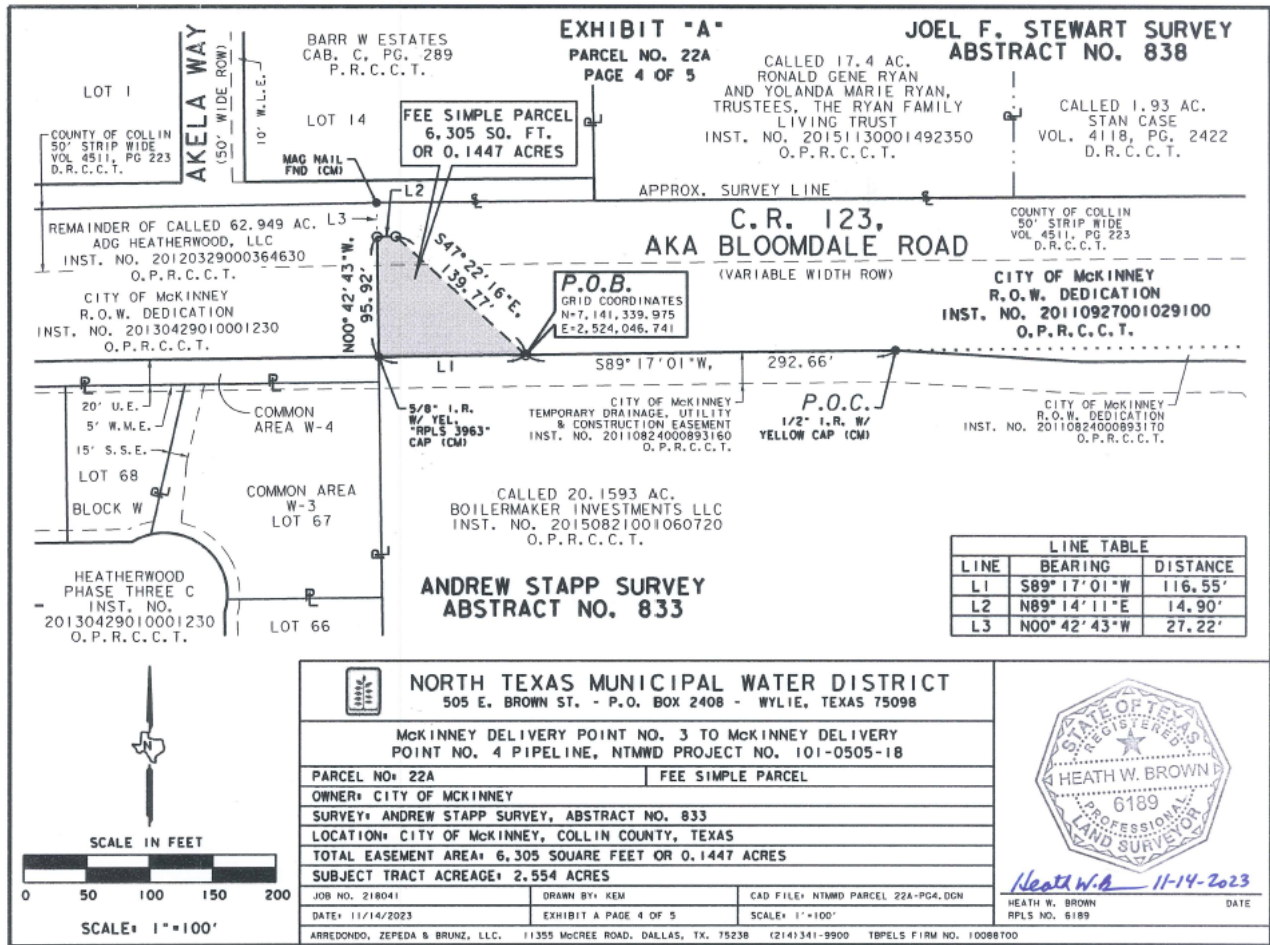 EXHIBIT "A"
PARCEL NO. 22A
PAGE 4 OF 5
JOEL F. STEWART SURVEY
ABSTRACT NO. 838
LOT 1
AKELA WAY
(50' WIDE ROW)
10' W.L.E.
BARR W ESTATES
CAB. C, PG. 289
P.R.C.C.T.
LOT 14
COUNTY OF COLLIN
50' STRIP WIDE
VOL 4511, PG 223
D.R.C.C.T.
FEE SIMPLE PARCEL
6,305 SQ. FT.
OR 0.1447 ACRES
MAG NAIL
FND (CM)
CALLED 17.4 AC.
RONALD GENE RYAN
AND YOLANDA MARIE RYAN,
TRUSTEES, THE RYAN FAMILY
LIVING TRUST
INST. NO. 20151130001492350
O.P.R.C.C.T.
CALLED 1.93 AC.
STAN CASE
VOL. 4118, PG. 2422
D.R.C.C.T.
L2
APPROX. SURVEY LINE
L3
REMAINDER OF CALLED 62.949 AC.
ADG HEATHERWOOD, LLC
INST. NO. 20120329000364630
O.P.R.C.C.T.
C.R. 123,
AKA BLOOMDALE ROAD
(VARIABLE WIDTH ROW)
COUNTY OF COLLIN
50' STRIP WIDE
VOL 4511, PG 223
D.R.C.C.T.
CITY OF McKINNEY
R.O.W. DEDICATION
INST. NO. 20130429010001230
O.P.R.C.C.T.
N00°42'43"W,
95.92'
S47°22'16"E,
139.77'
P.O.B.
GRID COORDINATES
N=7,141,339.975
E=2,524,046.741
CITY OF McKINNEY
R.O.W. DEDICATION
INST. NO. 20110927001029100
O.P.R.C.C.T.
L1
S89°17'01"W, 292.66'
20' U.E.
5' W.M.E.
15' S.S.E.
COMMON
AREA W-4
5/8" I.R.
W/ YEL.
"RPLS 3963"
CAP (CM)
CITY OF McKINNEY
TEMPORARY DRAINAGE, UTILITY
& CONSTRUCTION EASEMENT
INST. NO. 20110824000893160
O.P.R.C.C.T.
P.O.C.
1/2" I.R. W/
YELLOW CAP (CM)
CITY OF McKINNEY
R.O.W. DEDICATION
INST. NO. 20110824000893170
O.P.R.C.C.T.
LOT 68
BLOCK W
COMMON AREA
W-3
LOT 67
CALLED 20.1593 AC.
BOILERMAKER INVESTMENTS LLC
INST. NO. 20150821001060720
O.P.R.C.C.T.
HEATHERWOOD
PHASE THREE C
INST. NO.
20130429010001230
O.P.R.C.C.T.
LOT 66
ANDREW STAPP SURVEY
ABSTRACT NO. 833
LINE TABLE
LINE BEARING DISTANCE
L1 S89°17'01"W 116.55'
L2 N89°14'11"E 14.90'
L3 N00°42'43"W 27.22'
N
SCALE IN FEET
0 50 100 150 200
SCALE: 1"=100'
NORTH TEXAS MUNICIPAL WATER DISTRICT
505 E. BROWN ST. - P.O. BOX 2408 - WYLIE, TEXAS 75098
McKINNEY DELIVERY POINT NO. 3 TO McKINNEY DELIVERY
POINT NO. 4 PIPELINE, NTMWD PROJECT NO. 101-0505-18
PARCEL NO: 22A FEE SIMPLE PARCEL
OWNER: CITY OF MCKINNEY
SURVEY: ANDREW STAPP SURVEY, ABSTRACT NO. 833
LOCATION: CITY OF McKINNEY, COLLIN COUNTY, TEXAS
TOTAL EASEMENT AREA: 6,305 SQUARE FEET OR 0.1447 ACRES
SUBJECT TRACT ACREAGE: 2.554 ACRES
JOB NO. 218041 DRAWN BY: KEM CAD FILE: NTMWD PARCEL 22A-PG4.DGN
DATE: 11/14/2023 EXHIBIT A PAGE 4 OF 5 SCALE: 1"=100'
ARREDONDO, ZEPEDA & BRUNZ, LLC. 11355 McCREE ROAD, DALLAS, TX. 75238 (214)341-9900 TBPELS FIRM NO. 10088700
STATE OF TEXAS
REGISTERED
HEATH W. BROWN
6189
PROFESSIONAL
LAND SURVEYOR
Heath W. B 11-14-2023
HEATH W. BROWN DATE
RPLS NO. 6189